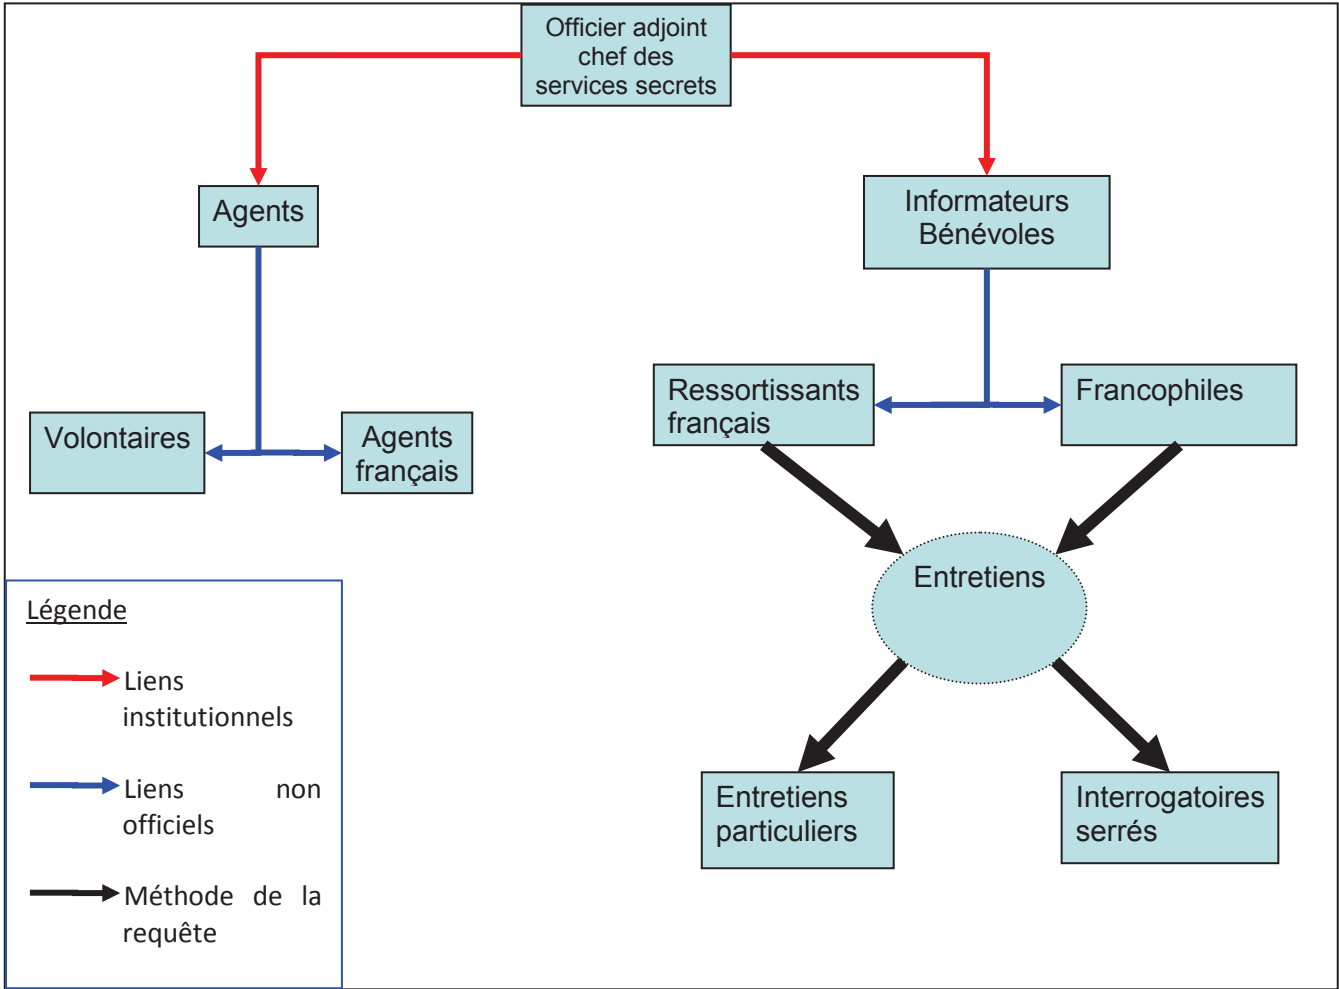 Officier adjoint
chef des
services secrets
Agents
Informateurs
Bénévoles
Ressortissants
français
Francophiles
Volontaires
Agents
français
Entretiens
Entretiens
particuliers
Interrogatoires
serrés
Légende
Liens
institutionnels
Liens non
officiels
Méthode de la
requête